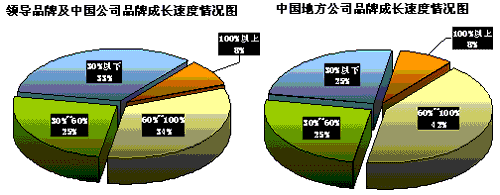 领导品牌及中国公司品牌成长速度情况图
100%以上
8%
30%以下
33%
30%~60%
25%
60%~100%
34%
中国地方公司品牌成长速度情况图
100%以上
8%
30%以下
25%
30%~60%
25%
60%~100%
42%